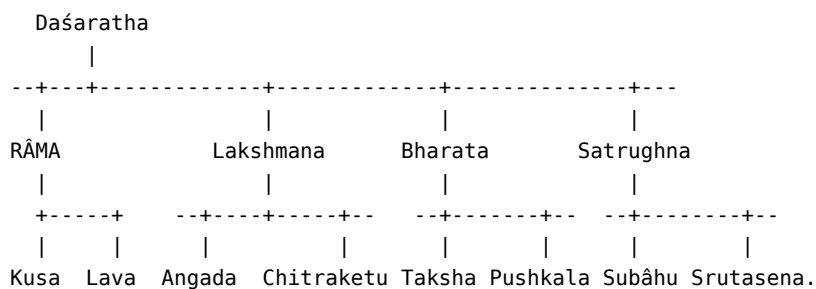 Daśaratha
RÂMA Lakshmana Bharata Satrughna
Kusa Lava Angada Chitraketu Taksha Pushkala Subâhu Srutasena.